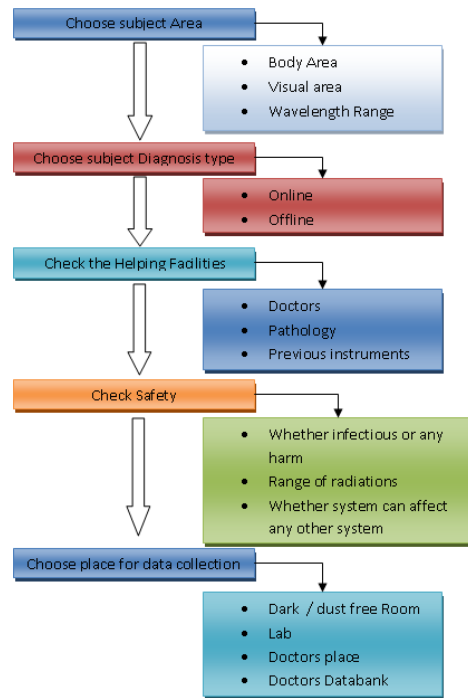 Choose subject Area
• Body Area
• Visual area
• Wavelength Range
Choose subject Diagnosis type
• Online
• Offline
Check the Helping Facilities
• Doctors
• Pathology
• Previous instruments
Check Safety
• Whether infectious or any
harm
• Range of radiations
• Whether system can affect
any other system
Choose place for data collection
• Dark / dust free Room
• Lab
• Doctors place
• Doctors Databank